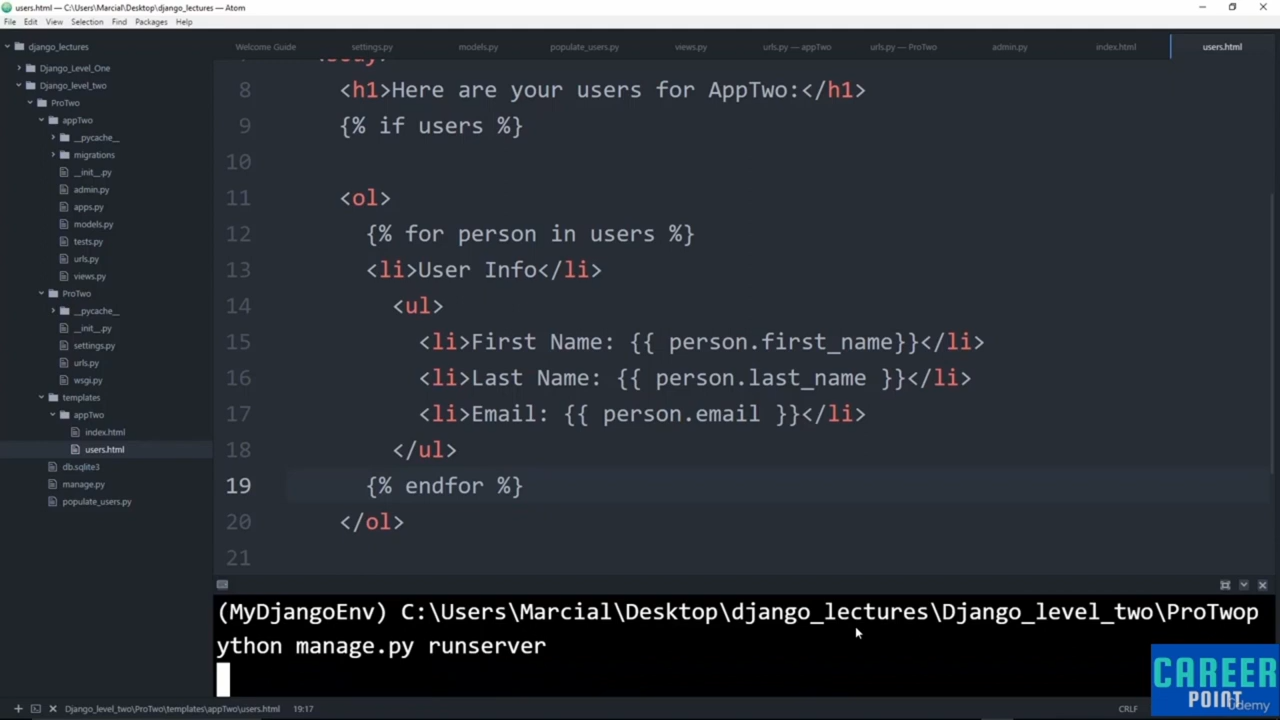 users.html — C:\Users\Marcial\Desktop\django_lectures — Atom
File Edit View Selection Find Packages Help
django_lectures
Welcome Guide settings.py models.py populate_users.py views.py urls.py — appTwo urls.py — ProTwo admin.py index.html users.html
Django_Level_One
Django_level_two
ProTwo
appTwo
__pycache__
migrations
__init__.py
admin.py
apps.py
models.py
tests.py
urls.py
views.py
ProTwo
__pycache__
__init__.py
settings.py
urls.py
wsgi.py
templates
appTwo
index.html
users.html
db.sqlite3
manage.py
populate_users.py
8 <h1>Here are your users for AppTwo:</h1>
9 {% if users %}
10
11 <ol>
12 {% for person in users %}
13 <li>User Info</li>
14 <ul>
15 <li>First Name: {{ person.first_name}}</li>
16 <li>Last Name: {{ person.last_name }}</li>
17 <li>Email: {{ person.email }}</li>
18 </ul>
19 {% endfor %}
20 </ol>
21
(MyDjangoEnv) C:\Users\Marcial\Desktop\django_lectures\Django_level_two\ProTwop
ython manage.py runserver
CAREER
POINT
Udemy
Django_level_two\ProTwo\templates\appTwo\users.html 19:17 CRLF